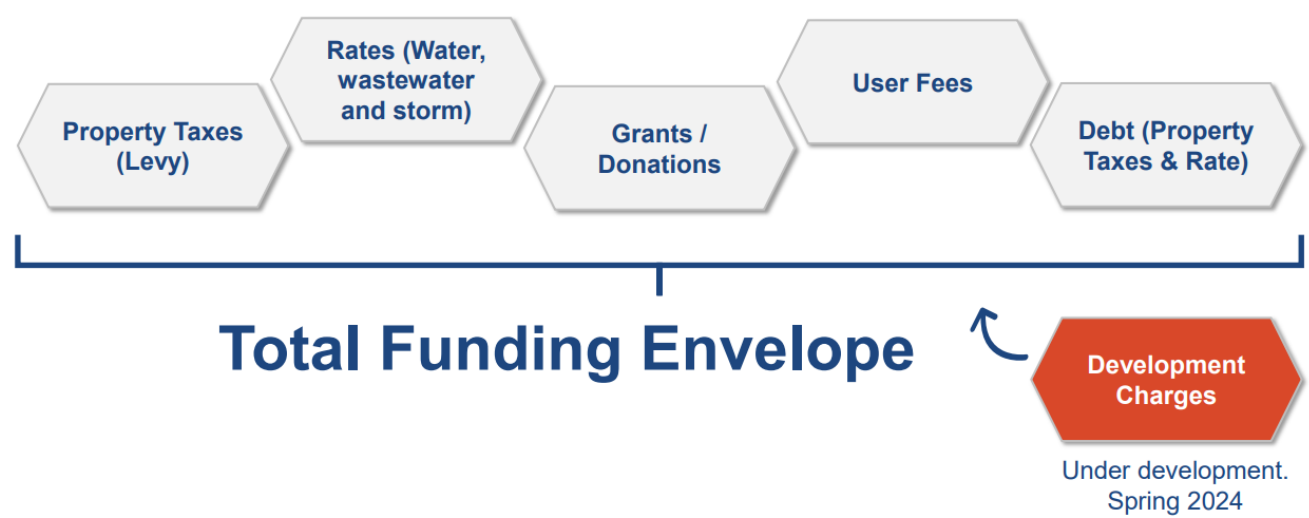 Property Taxes
(Levy)
Rates (Water,
wastewater
and storm)
Grants /
Donations
User Fees
Debt (Property
Taxes & Rate)
Total Funding Envelope
Development
Charges
Under development.
Spring 2024